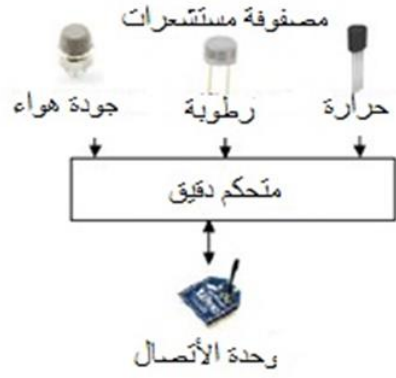 مصفوفة مستشعرات
حرارة رطوبة جودة هواء
متحكم دقيق
وحدة الأتصال